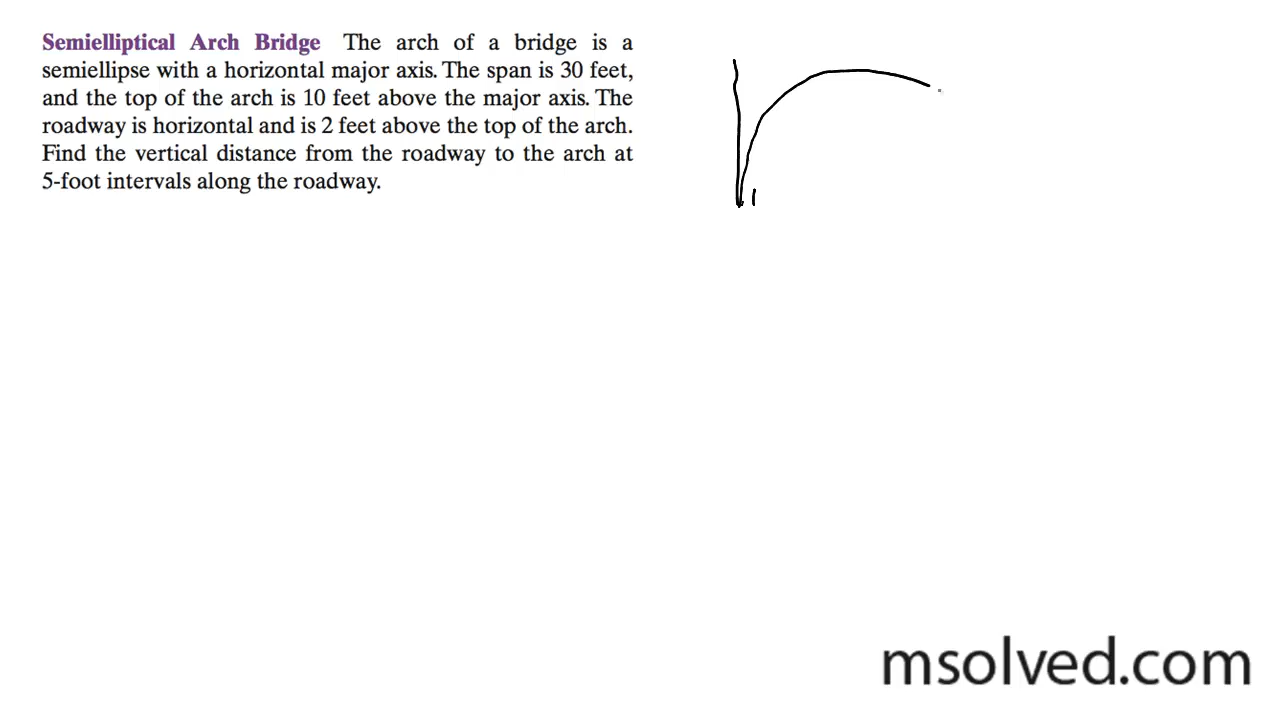 Semielliptical Arch Bridge The arch of a bridge is a
semiellipse with a horizontal major axis. The span is 30 feet,
and the top of the arch is 10 feet above the major axis. The
roadway is horizontal and is 2 feet above the top of the arch.
Find the vertical distance from the roadway to the arch at
5-foot intervals along the roadway.
msolved.com